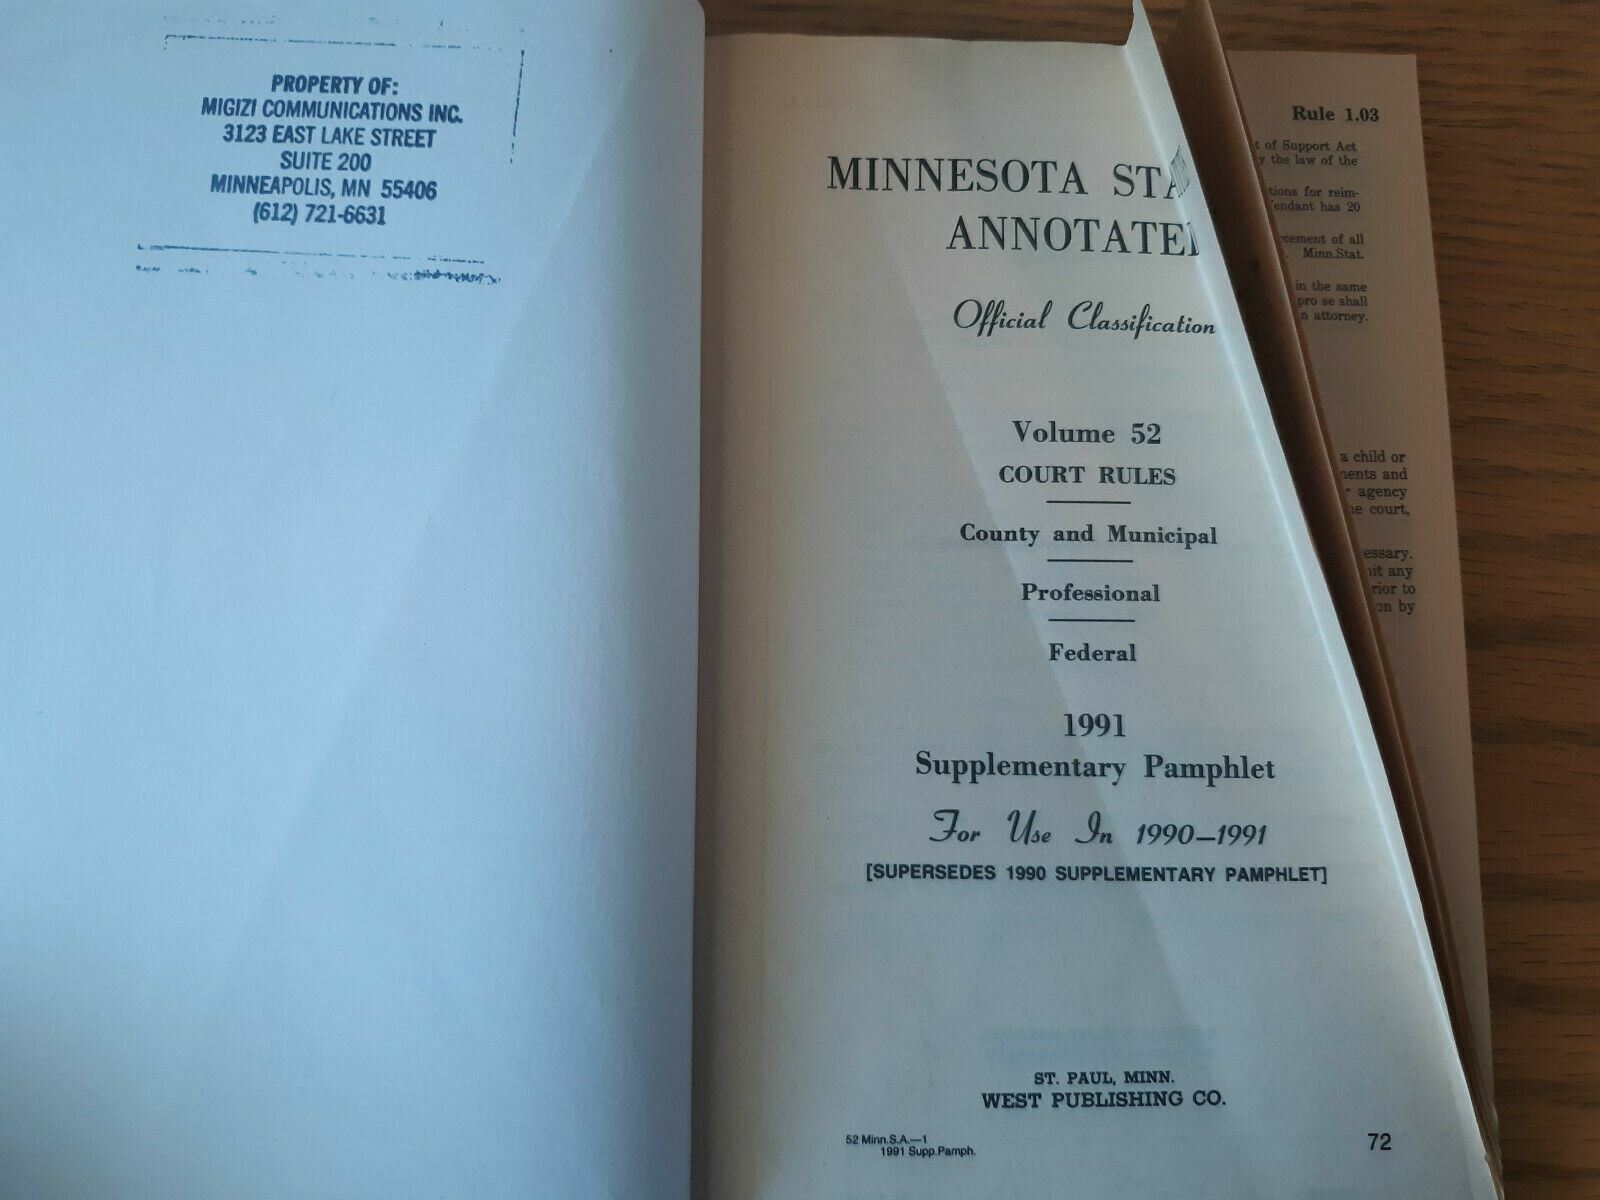 PROPERTY OF:
MIGIZI COMMUNICATIONS INC.
3123 EAST LAKE STREET
SUITE 200
MINNEAPOLIS, MN 55406
(612) 721-6631
MINNESOTA STA
ANNOTATE
Official Classification
Volume 52
COURT RULES
County and Municipal
Professional
Federal
1991
Supplementary Pamphlet
For Use In 1990–1991
[SUPERSEDES 1990 SUPPLEMENTARY PAMPHLET]
ST. PAUL, MINN.
WEST PUBLISHING CO.
52 Minn.S.A.—1
1991 Supp.Pamph.
72
Rule 1.03
of Support Act
y the law of the
tions for reim-
endant has 20
cement of all
Minn.Stat.
in the same
pro se shall
n attorney.
a child or
ents and
agency
e court,
essary.
it any
rior to
on by